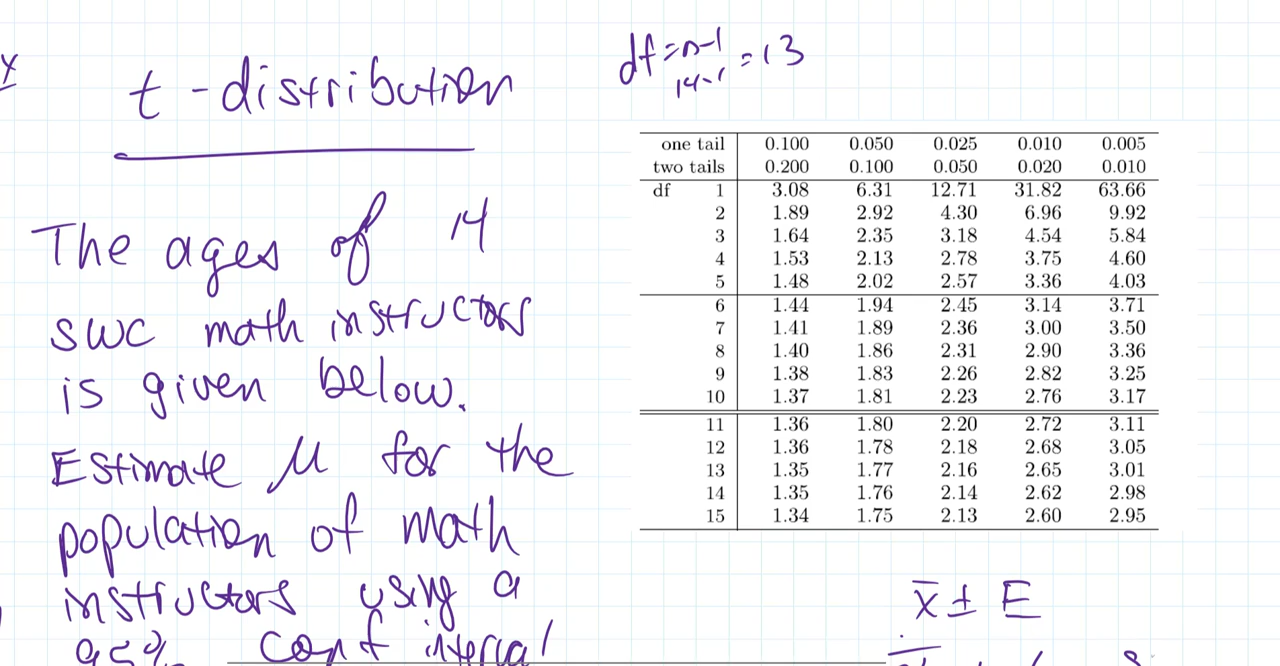 t - distribution
df = n-1 = 13
14-1
The ages of 14
SWC math instructors
is given below.
Estimate μ for the
population of math
instructors using a
95% conf interval
one tail 0.100 0.050 0.025 0.010 0.005
two tails 0.200 0.100 0.050 0.020 0.010
df 1 3.08 6.31 12.71 31.82 63.66
2 1.89 2.92 4.30 6.96 9.92
3 1.64 2.35 3.18 4.54 5.84
4 1.53 2.13 2.78 3.75 4.60
5 1.48 2.02 2.57 3.36 4.03
6 1.44 1.94 2.45 3.14 3.71
7 1.41 1.89 2.36 3.00 3.50
8 1.40 1.86 2.31 2.90 3.36
9 1.38 1.83 2.26 2.82 3.25
10 1.37 1.81 2.23 2.76 3.17
11 1.36 1.80 2.20 2.72 3.11
12 1.36 1.78 2.18 2.68 3.05
13 1.35 1.77 2.16 2.65 3.01
14 1.35 1.76 2.14 2.62 2.98
15 1.34 1.75 2.13 2.60 2.95
x̄ ± E